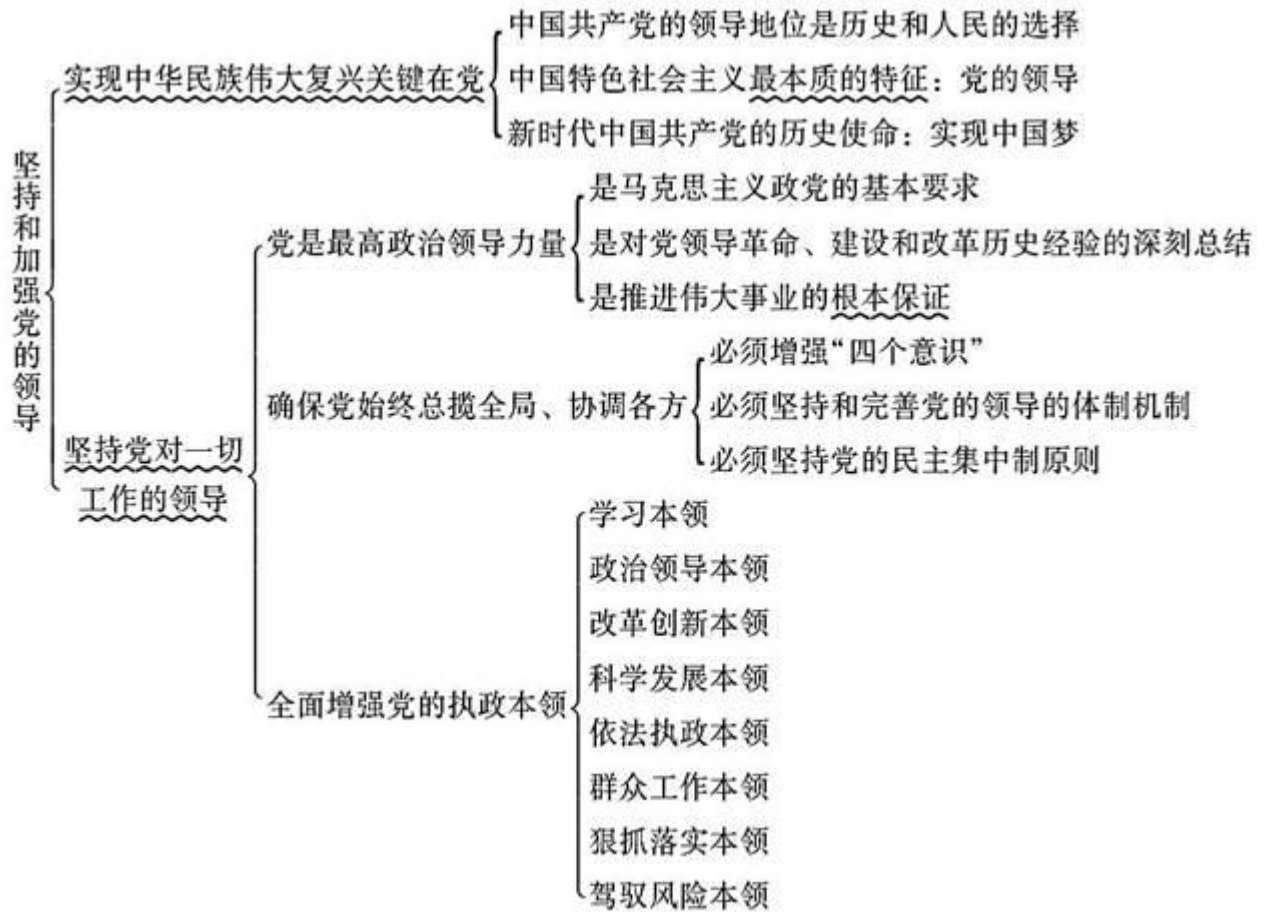 坚持和加强党的领导
实现中华民族伟大复兴关键在党
中国共产党的领导地位是历史和人民的选择
中国特色社会主义最本质的特征：党的领导
新时代中国共产党的历史使命：实现中国梦
坚持党对一切
工作的领导
党是最高政治领导力量
是马克思主义政党的基本要求
是对党领导革命、建设和改革历史经验的深刻总结
是推进伟大事业的根本保证
确保党始终总揽全局、协调各方
必须增强“四个意识”
必须坚持和完善党的领导的体制机制
必须坚持党的民主集中制原则
全面增强党的执政本领
学习本领
政治领导本领
改革创新本领
科学发展本领
依法执政本领
群众工作本领
狠抓落实本领
驾驭风险本领